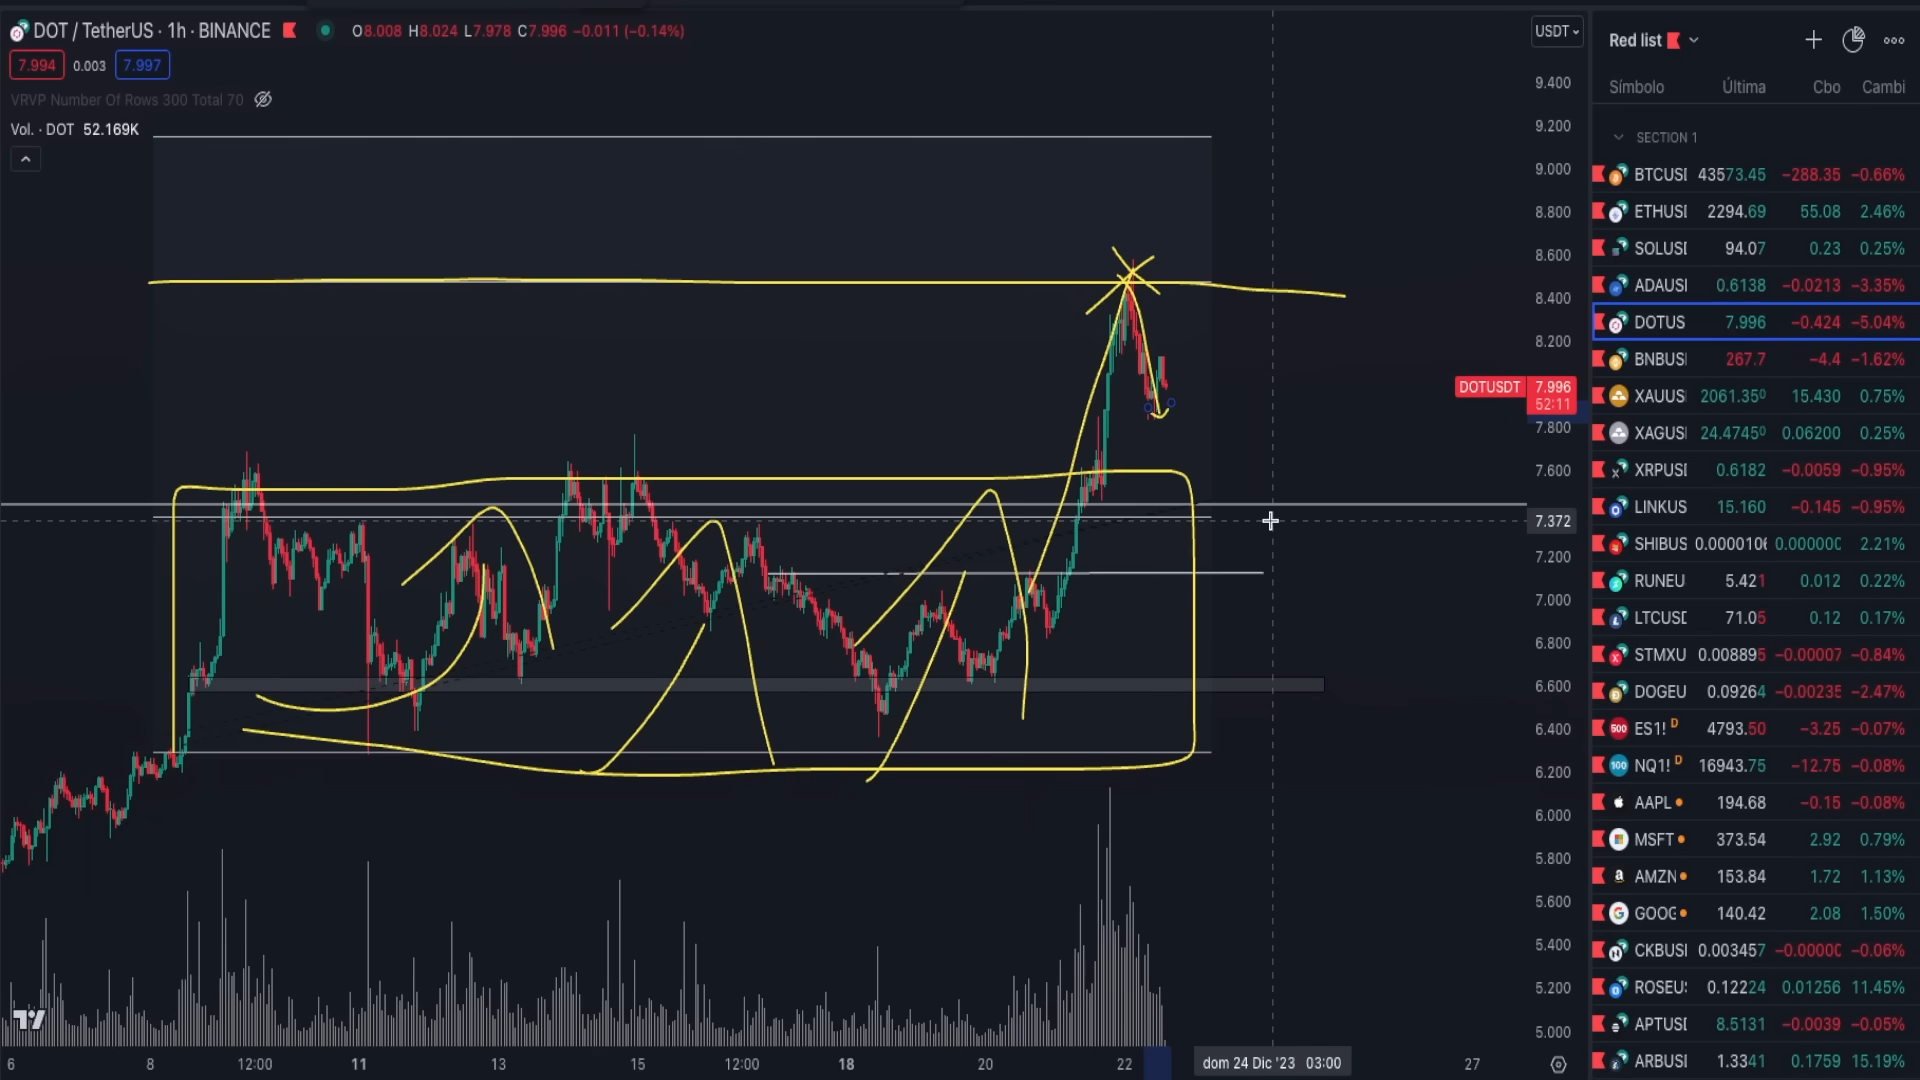 DOT / TetherUS · 1h · BINANCE O8.008 H8.024 L7.978 C7.996 −0.011 (−0.14%)
7.994 0.003 7.997
VRVP Number Of Rows 300 Total 70
Vol. · DOT 52.169K
USDT
9.400
9.200
9.000
8.800
8.600
8.400
8.200
DOTUSDT 7.996
52:11
7.800
7.600
7.372
7.200
7.000
6.800
6.600
6.400
6.200
6.000
5.800
5.600
5.400
5.200
5.000
6 8 12:00 11 13 15 12:00 18 20 22 dom 24 Dic '23 03:00 27
Red list
Símbolo Última Cbo Cambi
SECTION 1
BTCUSI 43573.45 −288.35 −0.66%
ETHUSI 2294.69 55.08 2.46%
SOLUSI 94.07 0.23 0.25%
ADAUSI 0.6138 −0.0213 −3.35%
DOTUS 7.996 −0.424 −5.04%
BNBUSI 267.7 −4.4 −1.62%
XAUUSI 2061.350 15.430 0.75%
XAGUSI 24.47450 0.06200 0.25%
XRPUSI 0.6182 −0.0059 −0.95%
LINKUS 15.160 −0.145 −0.95%
SHIBUS 0.0000106 0.000000 2.21%
RUNEU 5.421 0.012 0.22%
LTCUSD 71.05 0.12 0.17%
STMXU 0.008895 −0.00007 −0.84%
DOGEU 0.09264 −0.00235 −2.47%
500 ES1! D 4793.50 −3.25 −0.07%
100 NQ1! D 16943.75 −12.75 −0.08%
AAPL 194.68 −0.15 −0.08%
MSFT 373.54 2.92 0.79%
AMZN 153.84 1.72 1.13%
GOOG 140.42 2.08 1.50%
CKBUSI 0.003457 −0.00000 −0.06%
ROSEU 0.12224 0.01256 11.45%
APTUSI 8.5131 −0.0039 −0.05%
ARBUSI 1.3341 0.1759 15.19%